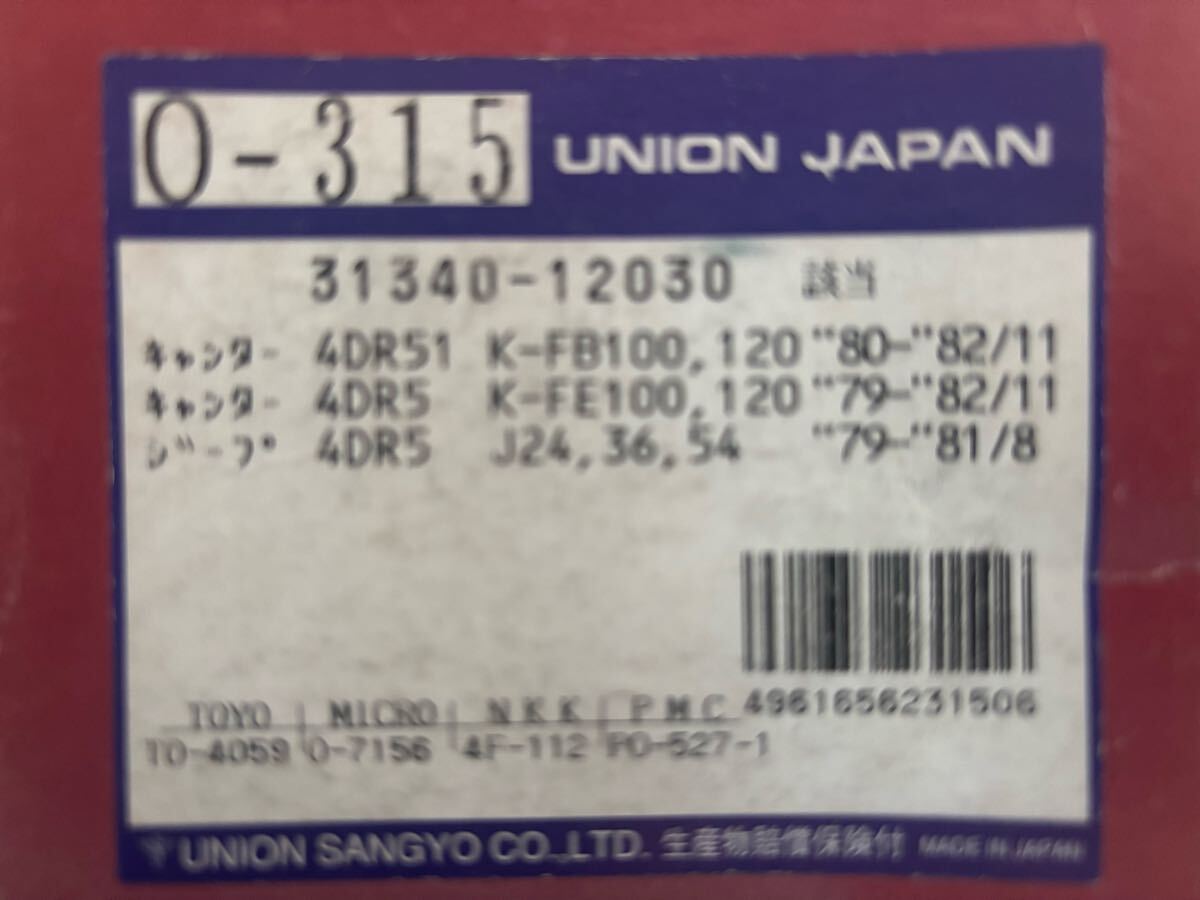 O-315 UNION JAPAN
31340-12030 該当
キャンター 4DR51 K-FB100,120 "80-"82/11
キャンター 4DR5 K-FE100,120 "79-"82/11
ジープ 4DR5 J24,36,54 "79-"81/8
4961656231506
TOYO MICRO NKK PMC
TO-4059 O-7156 4F-112 PO-527-1
UNION SANGYO CO.,LTD. 生産物賠償保険付 MADE IN JAPAN